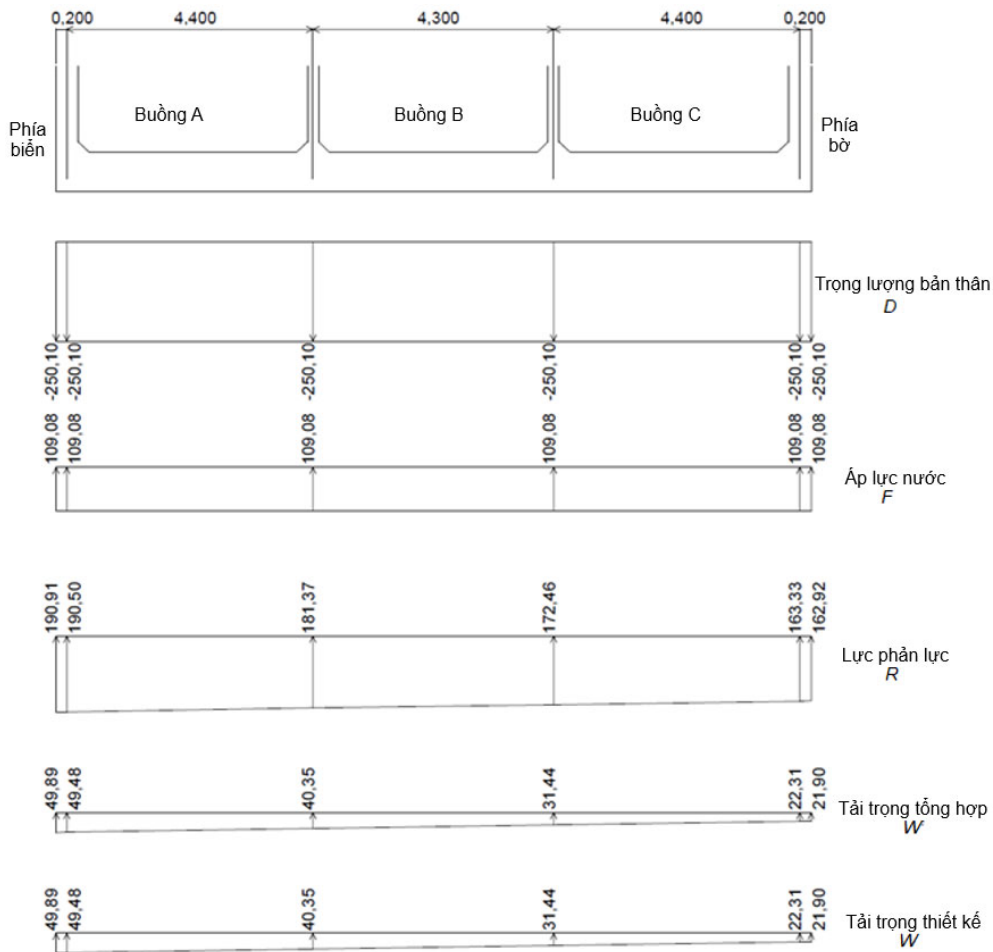 0,200 4,400 4,300 4,400 0,200
Phía
biển
Buồng A
Buồng B
Buồng C
Phía
bờ
Trọng lượng bản thân
D
-250,10 -250,10 -250,10 -250,10 -250,10 -250,10
109,08 109,08 109,08 109,08 109,08 109,08
Áp lực nước
F
190,91 190,50 181,37 172,46 163,33 162,92
Lực phản lực
R
49,89 49,48 40,35 31,44 22,31 21,90
Tải trọng tổng hợp
W'
49,89 49,48 40,35 31,44 22,31 21,90
Tải trọng thiết kế
W